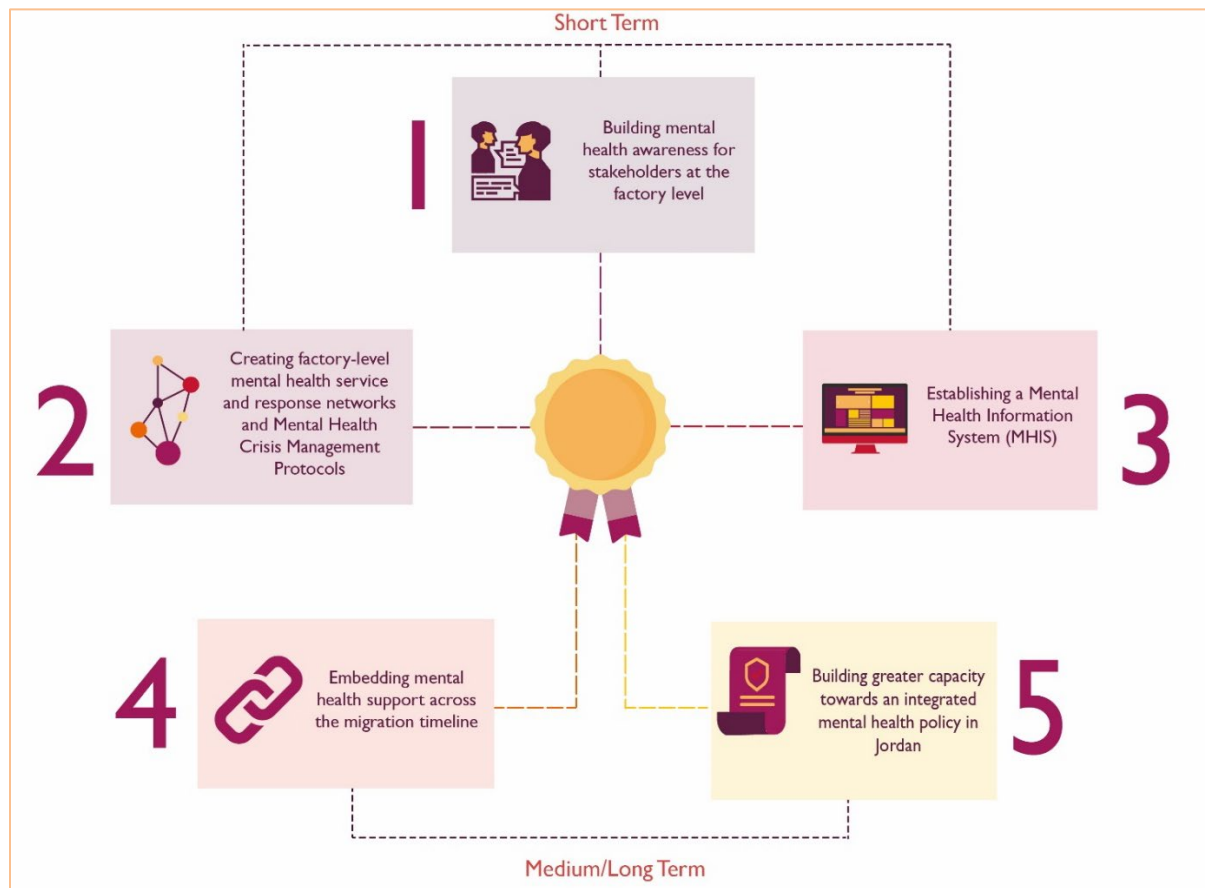 Short Term
1
Building mental
health awareness for
stakeholders at the
factory level
2
Creating factory-level
mental health service
and response networks
and Mental Health
Crisis Management
Protocols
Establishing a Mental
Health Information
System (MHIS)
3
4
Embedding mental
health support across
the migration timeline
Building greater capacity
towards an integrated
mental health policy in
Jordan
5
Medium/Long Term